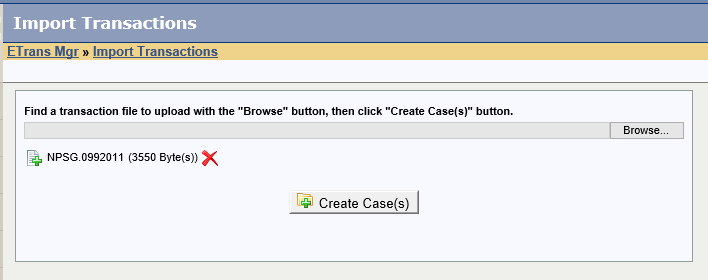 Import Transactions
ETrans Mgr » Import Transactions
Find a transaction file to upload with the "Browse" button, then click "Create Case(s)" button.
Browse...
NPSG.0992011 (3550 Byte(s))
Create Case(s)